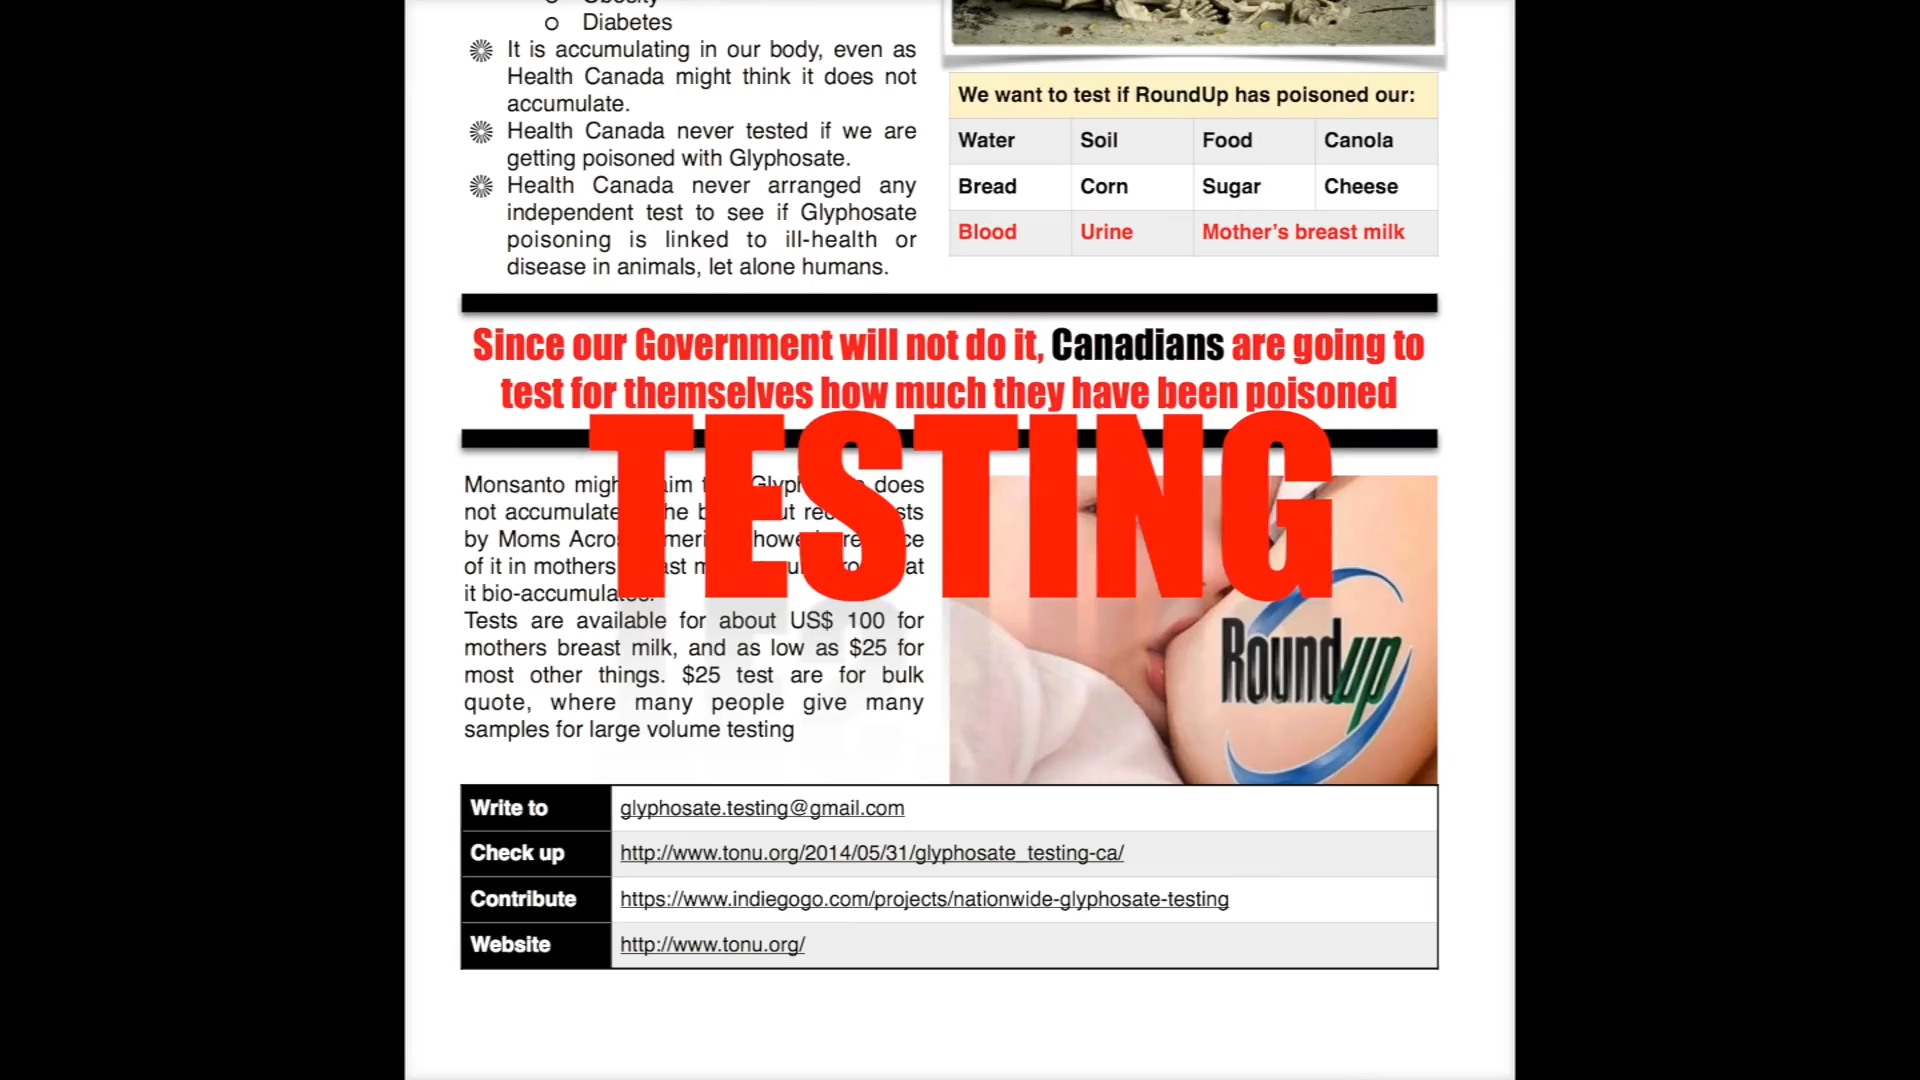 Diabetes
It is accumulating in our body, even as
Health Canada might think it does not
accumulate.
Health Canada never tested if we are
getting poisoned with Glyphosate.
Health Canada never arranged any
independent test to see if Glyphosate
poisoning is linked to ill-health or
disease in animals, let alone humans.
We want to test if RoundUp has poisoned our:
Water Soil Food Canola
Bread Corn Sugar Cheese
Blood Urine Mother’s breast milk
Since our Government will not do it, Canadians are going to
test for themselves how much they have been poisoned
TESTING
Monsanto does
not accumulate
by Moms
of it in mothers
it bio-accumulates.
Tests are available for about US$ 100 for
mothers breast milk, and as low as $25 for
most other things. $25 test are for bulk
quote, where many people give many
samples for large volume testing
Roundup
Write to glyphosate.testing@gmail.com
Check up http://www.tonu.org/2014/05/31/glyphosate_testing-ca/
Contribute https://www.indiegogo.com/projects/nationwide-glyphosate-testing
Website http://www.tonu.org/